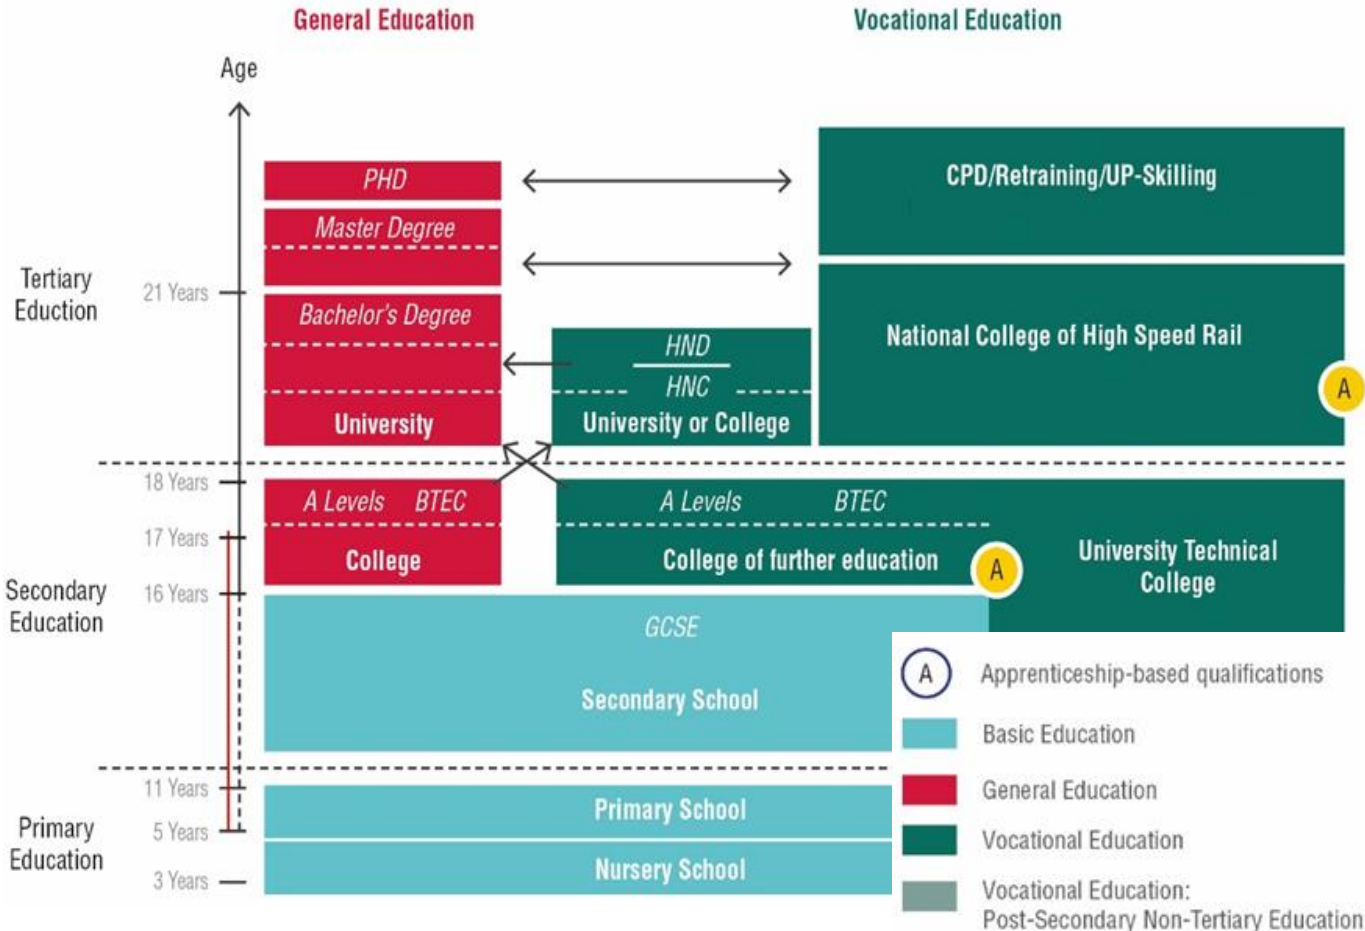 General Education
Vocational Education
Age
PHD
CPD/Retraining/UP-Skilling
Master Degree
Tertiary
Eduction
21 Years
Bachelor's Degree
National College of High Speed Rail
HND
HNC
A
University
University or College
18 Years
A Levels BTEC
A Levels BTEC
17 Years
College
College of further education
A
University Technical
College
Secondary
Education
16 Years
GCSE
Secondary School
A Apprenticeship-based qualifications
Basic Education
11 Years
General Education
Primary School
Primary
Education
5 Years
Vocational Education
3 Years
Nursery School
Vocational Education:
Post-Secondary Non-Tertiary Education